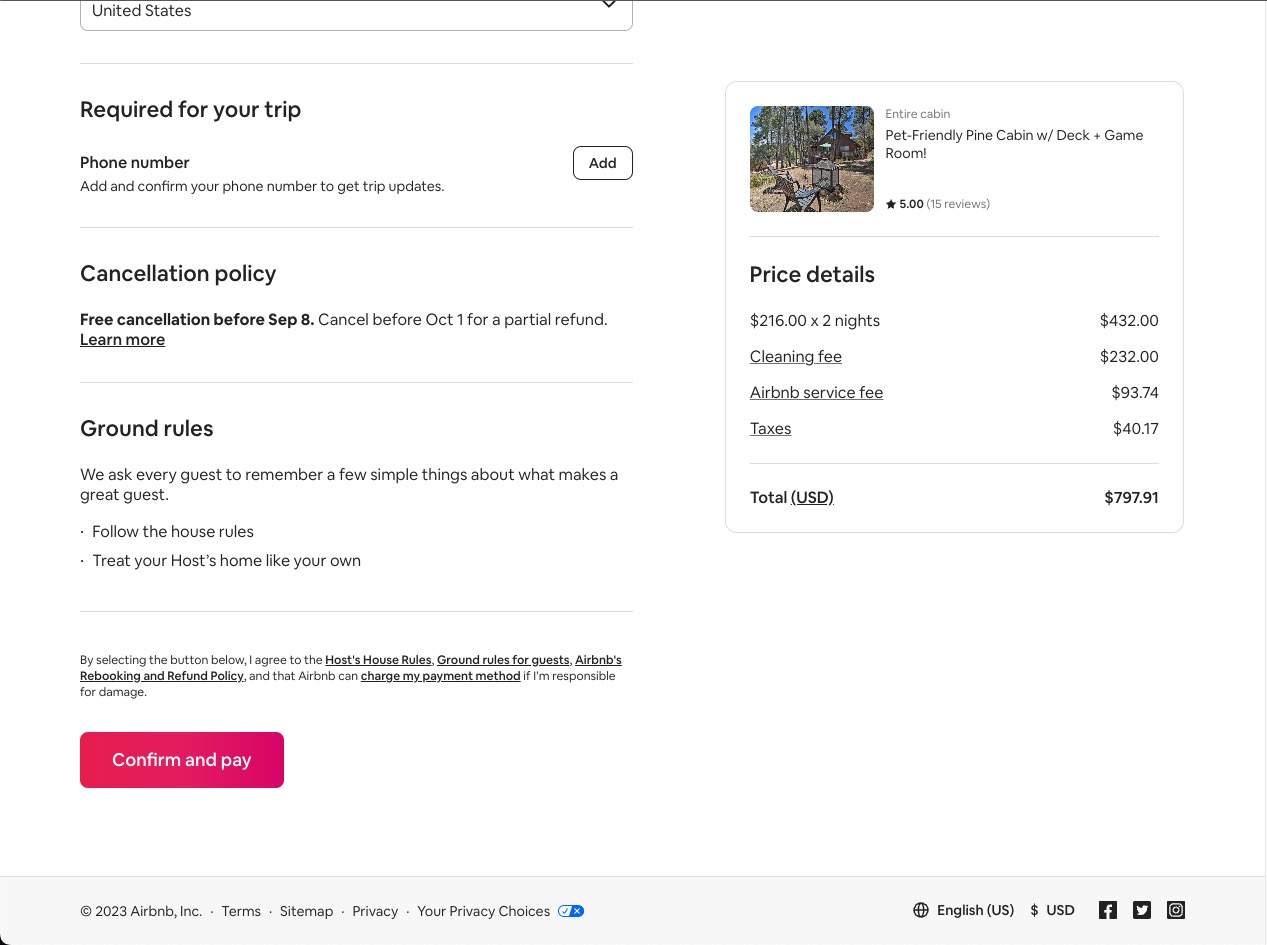 United States
Required for your trip
Phone number
Add and confirm your phone number to get trip updates.
Add
Cancellation policy
Free cancellation before Sep 8. Cancel before Oct 1 for a partial refund.
Learn more
Ground rules
We ask every guest to remember a few simple things about what makes a
great guest.
· Follow the house rules
· Treat your Host’s home like your own
By selecting the button below, I agree to the Host's House Rules, Ground rules for guests, Airbnb's
Rebooking and Refund Policy, and that Airbnb can charge my payment method if I’m responsible
for damage.
Confirm and pay
Entire cabin
Pet-Friendly Pine Cabin w/ Deck + Game
Room!
★ 5.00 (15 reviews)
Price details
$216.00 x 2 nights $432.00
Cleaning fee $232.00
Airbnb service fee $93.74
Taxes $40.17
Total (USD) $797.91
© 2023 Airbnb, Inc. · Terms · Sitemap · Privacy · Your Privacy Choices
English (US) $ USD